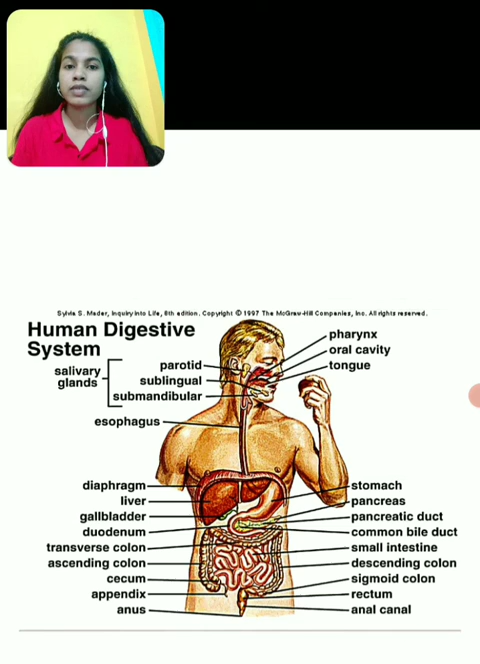 Sylvia S. Mader, Inquiry into Life, 8th edition. Copyright © 1997 The McGraw-Hill Companies, Inc. All rights reserved.
Human Digestive
System
salivary
glands
parotid
sublingual
submandibular
esophagus
diaphragm
liver
gallbladder
duodenum
transverse colon
ascending colon
cecum
appendix
anus
pharynx
oral cavity
tongue
stomach
pancreas
pancreatic duct
common bile duct
small intestine
descending colon
sigmoid colon
rectum
anal canal